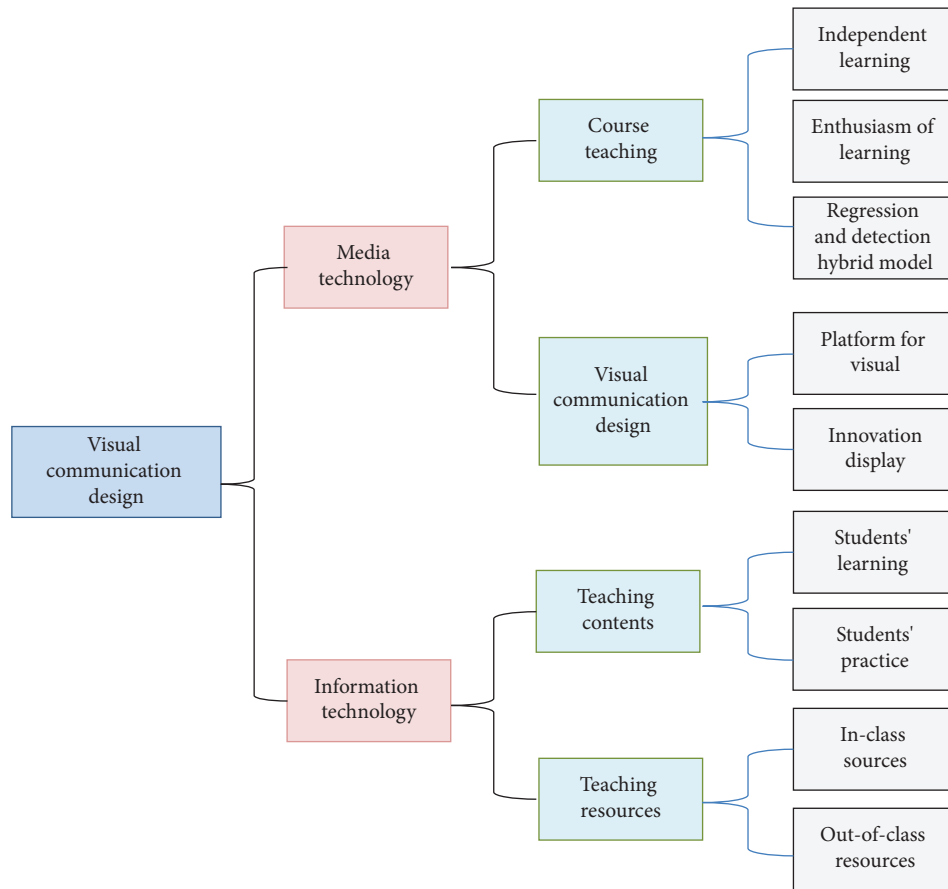 Visual
communication
design
Media
technology
Information
technology
Course
teaching
Visual
communication
design
Teaching
contents
Teaching
resources
Independent
learning
Enthusiasm of
learning
Regression
and detection
hybrid model
Platform for
visual
Innovation
display
Students'
learning
Students'
practice
In-class
sources
Out-of-class
resources